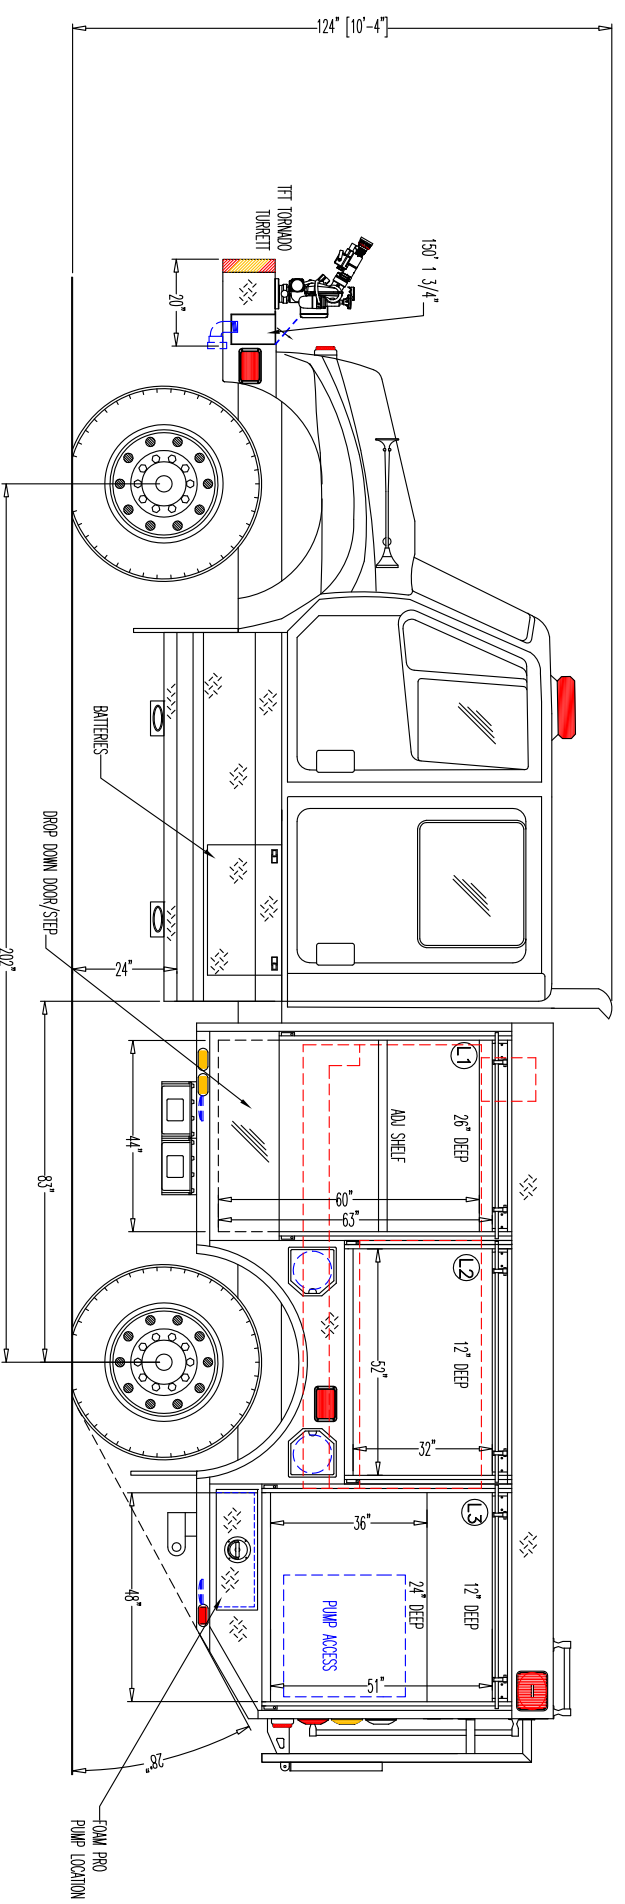 124" [10'-4"]
TFT TORNADO
TURRETT
150' 1 3/4"
20"
BATTERIES
DROP DOWN DOOR/STEP
24"
202"
83"
44"
L1
26" DEEP
ADJ SHELF
60"
63"
L2
12" DEEP
52"
32"
L3
12" DEEP
24" DEEP
36"
PUMP ACCESS
51"
48"
28°
FOAM PRO
PUMP LOCATION